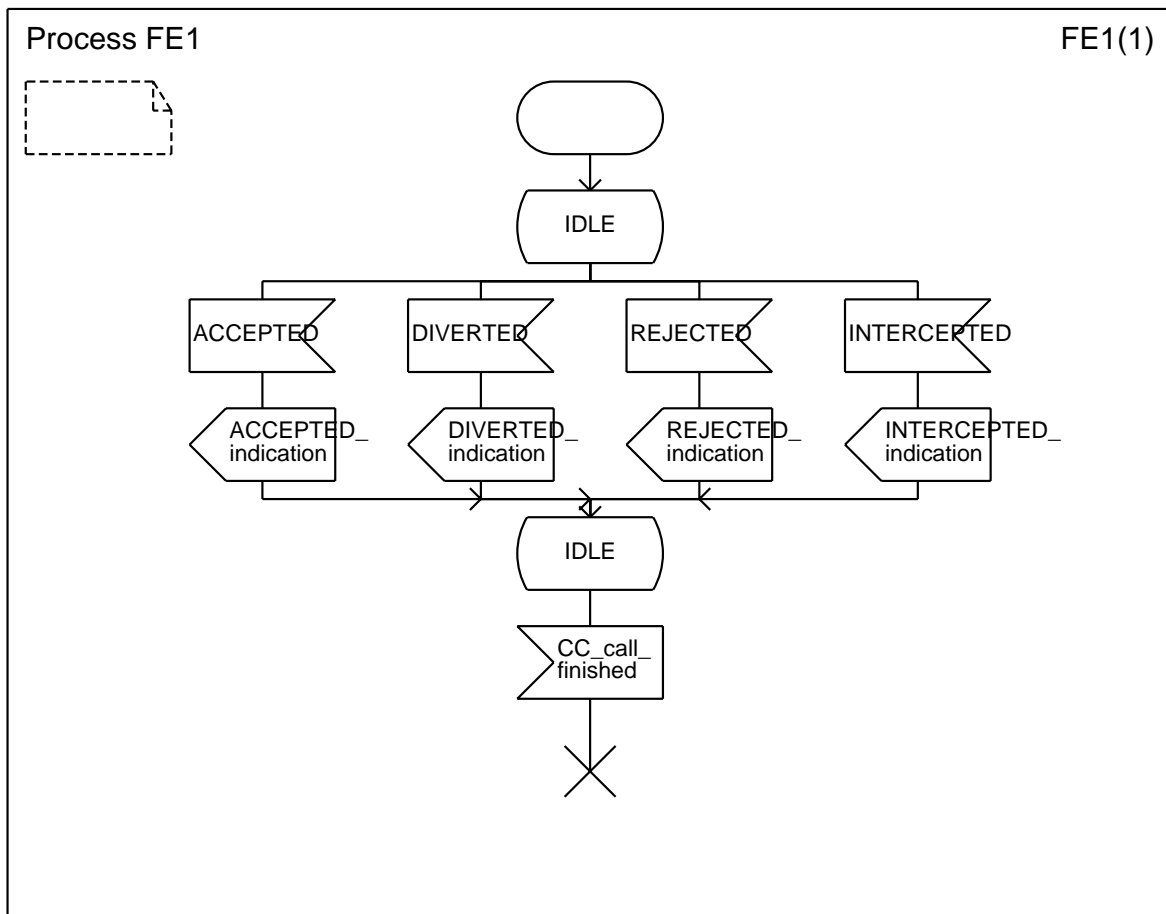 Process FE1
FE1(1)
IDLE
ACCEPTED
DIVERTED
REJECTED
INTERCEPTED
ACCEPTED_
indication
DIVERTED_
indication
REJECTED_
indication
INTERCEPTED_
indication
IDLE
CC_call_
finished